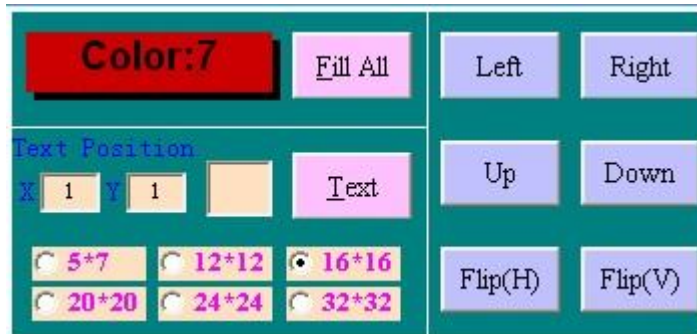 Color:7
Fill All
Text Position
X 1 Y 1
Text
5*7 12*12 16*16
20*20 24*24 32*32
Left Right
Up Down
Flip(H) Flip(V)